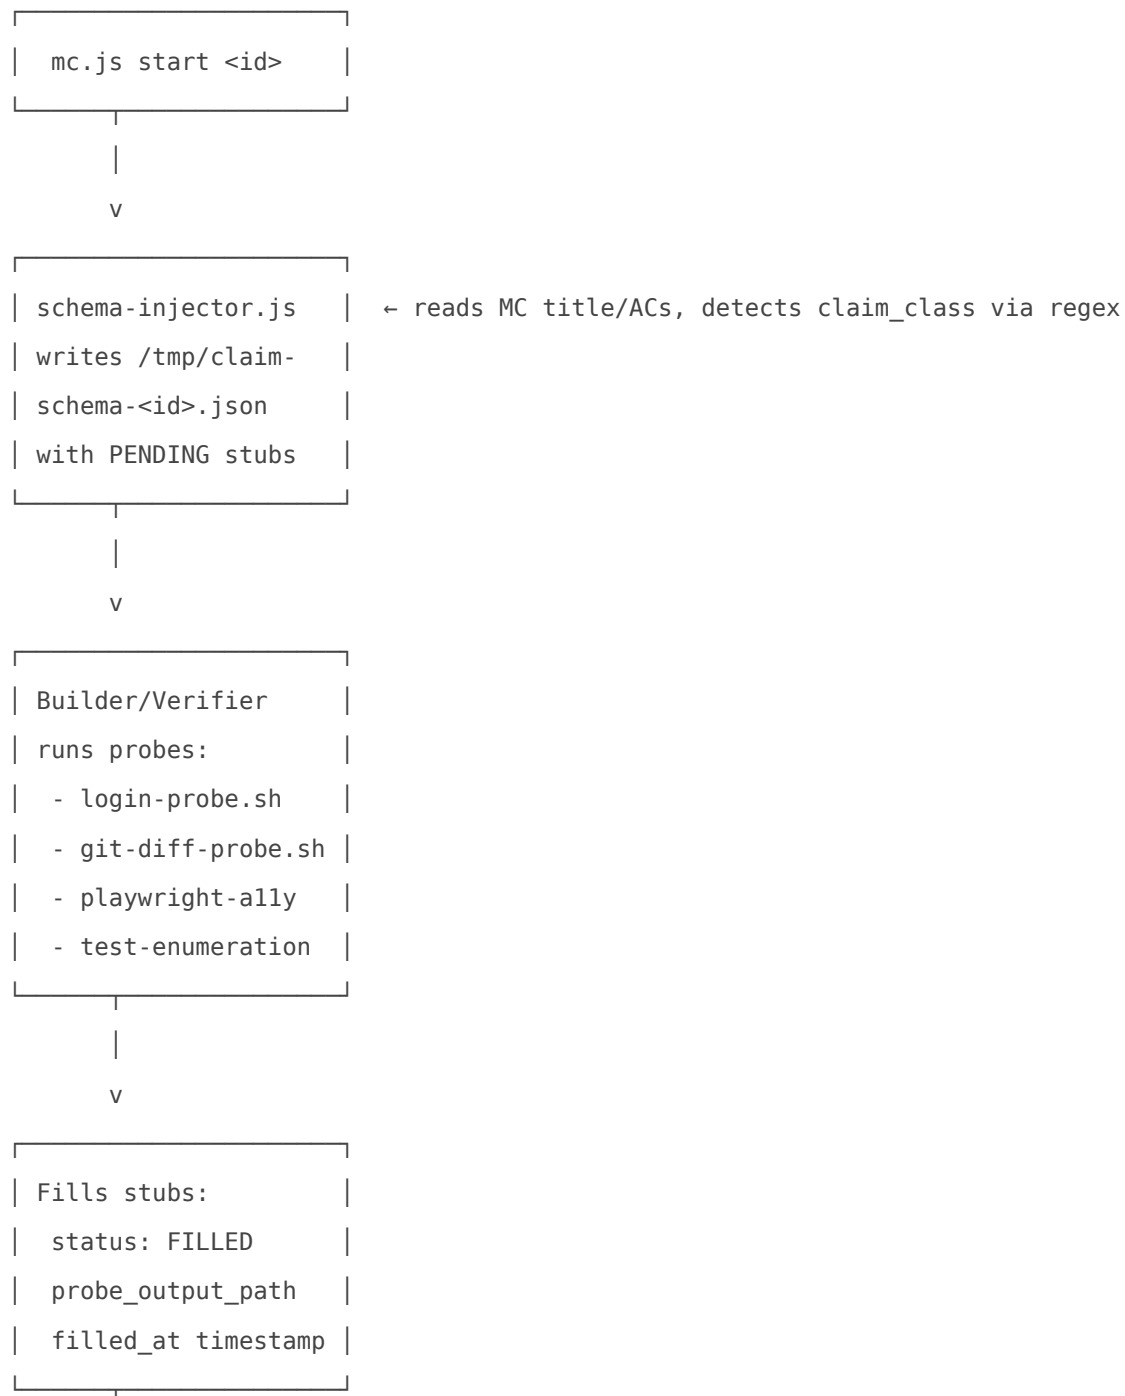 mc.js start <id>
v
schema-injector.js ← reads MC title/ACs, detects claim_class via regex
writes /tmp/claim-
schema-<id>.json
with PENDING stubs
v
Builder/Verifier
runs probes:
- login-probe.sh
- git-diff-probe.sh
- playwright-a11y
- test-enumeration
v
Fills stubs:
status: FILLED
probe_output_path
filled_at timestamp